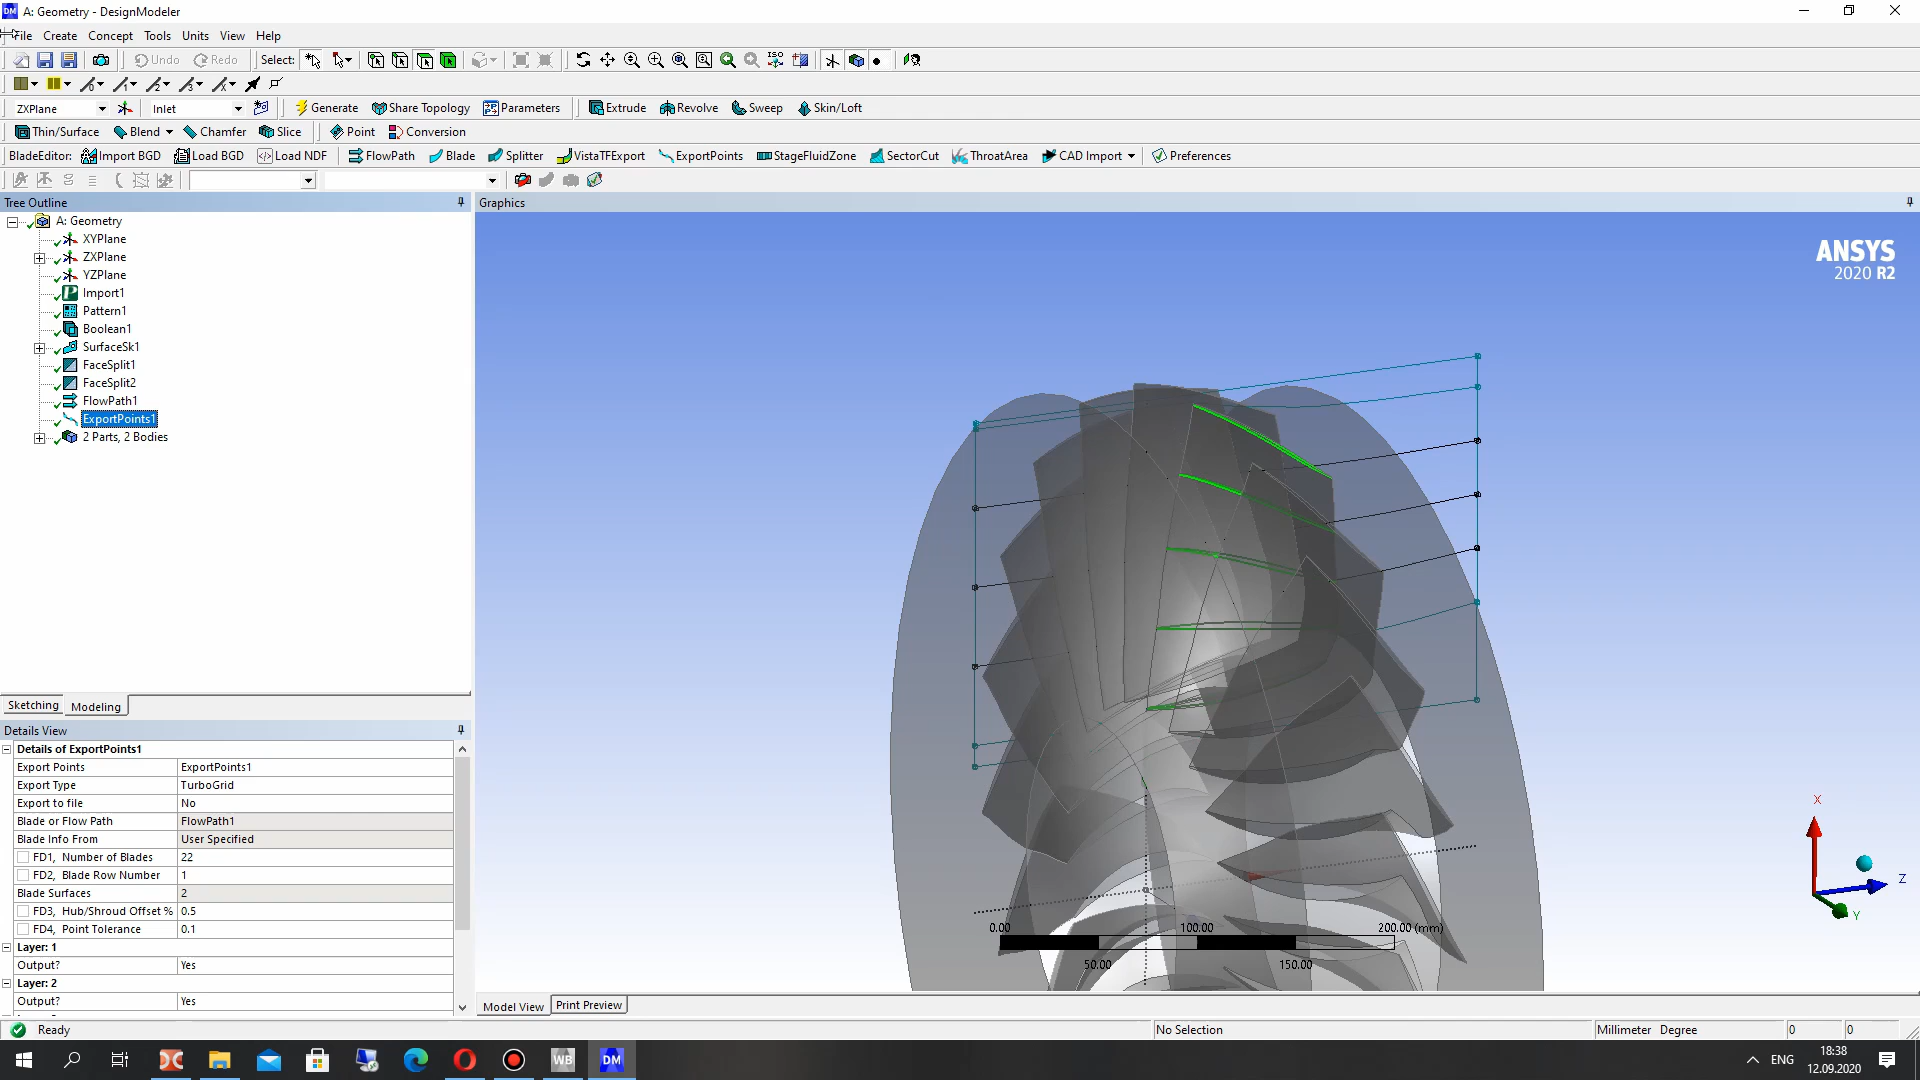 A: Geometry - DesignModeler
File Create Concept Tools Units View Help
Undo Redo Select:
ZXPlane Inlet Generate Share Topology Parameters Extrude Revolve Sweep Skin/Loft
Thin/Surface Blend Chamfer Slice Point Conversion
BladeEditor: Import BGD Load BGD Load NDF FlowPath Blade Splitter VistaTFExport ExportPoints StageFluidZone SectorCut ThroatArea CAD Import Preferences
Tree Outline
A: Geometry
XYPlane
ZXPlane
YZPlane
Import1
Pattern1
Boolean1
SurfaceSk1
FaceSplit1
FaceSplit2
FlowPath1
ExportPoints1
2 Parts, 2 Bodies
Sketching Modeling
Details View
Details of ExportPoints1
Export Points ExportPoints1
Export Type TurboGrid
Export to file No
Blade or Flow Path FlowPath1
Blade Info From User Specified
FD1, Number of Blades 22
FD2, Blade Row Number 1
Blade Surfaces 2
FD3, Hub/Shroud Offset % 0.5
FD4, Point Tolerance 0.1
Layer: 1
Output? Yes
Layer: 2
Output? Yes
Graphics
ANSYS
2020 R2
X
Z
Y
0.00 100.00 200.00 (mm)
50.00 150.00
Model View Print Preview
Ready No Selection Millimeter Degree 0 0
WB DM ENG 18:38
12.09.2020